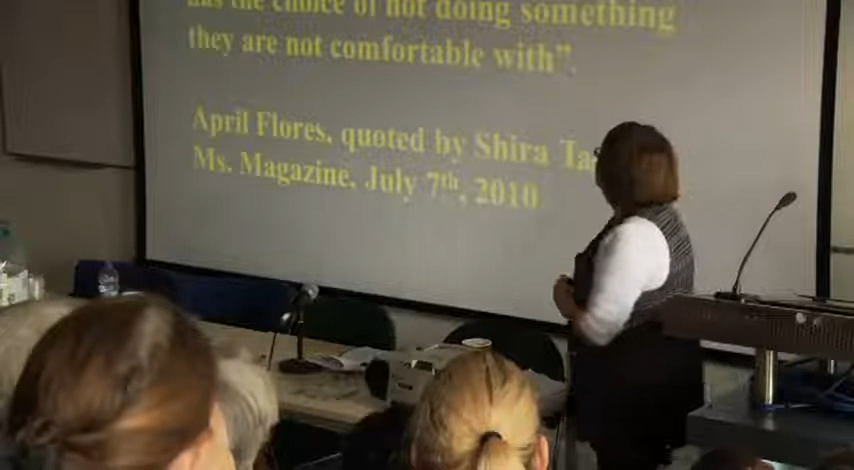 has the choice of not doing something
they are not comfortable with”.
April Flores, quoted by Shira Ta
Ms. Magazine, July 7th, 2010